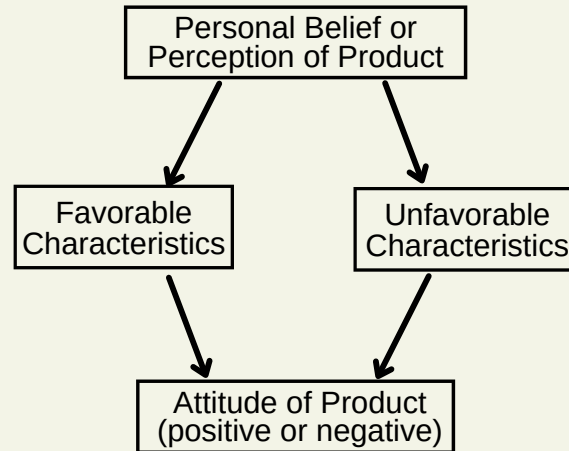 Personal Belief or
Perception of Product
Favorable
Characteristics
Unfavorable
Characteristics
Attitude of Product
(positive or negative)